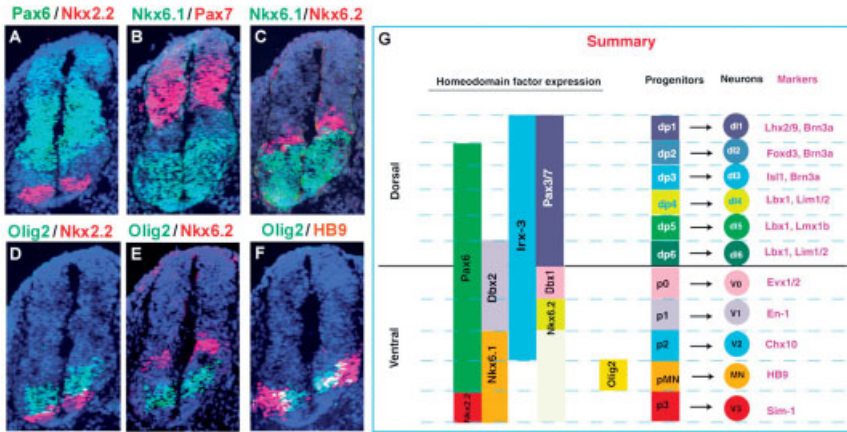 Pax6/Nkx2.2
Nkx6.1/Pax7
Nkx6.1/Nkx6.2
A
B
C
Olig2/Nkx2.2
Olig2/Nkx6.2
Olig2/HB9
D
E
F
G
Summary
Homeodomain factor expression
Progenitors
Neurons
Markers
Dorsal
Ventral
Pax6
Nkx2.2
Dbx2
Nkx6.1
Irx-3
Pax3/7
Dbx1
Nkx6.2
Olig2
dp1 dI1 Lhx2/9, Brn3a
dp2 dI2 Foxd3, Brn3a
dp3 dI3 Isl1, Brn3a
dp4 dI4 Lbx1, Lim1/2
dp5 dI5 Lbx1, Lmx1b
dp6 dI6 Lbx1, Lim1/2
p0 V0 Evx1/2
p1 V1 En-1
p2 V2 Chx10
pMN MN HB9
p3 V3 Sim-1